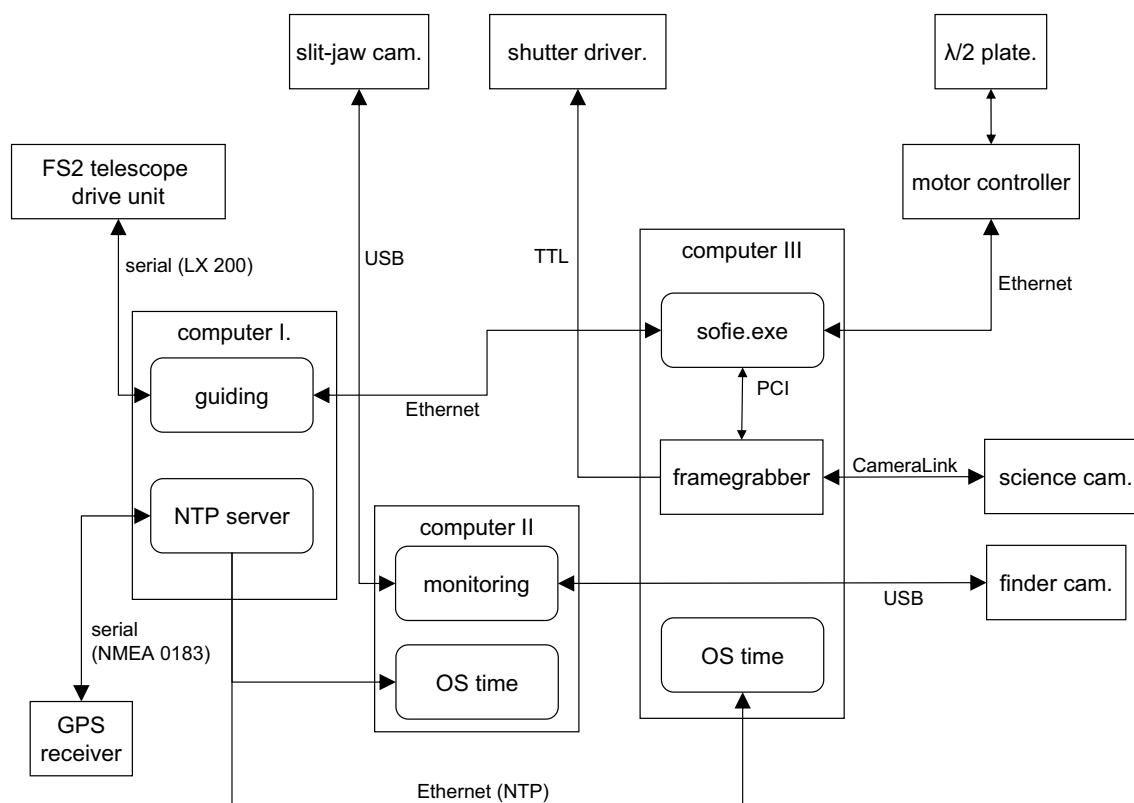 slit-jaw cam.
shutter driver.
λ/2 plate.
FS2 telescope
drive unit
motor controller
serial (LX 200)
USB
TTL
computer III
Ethernet
computer I.
sofie.exe
guiding
Ethernet
PCI
framegrabber
CameraLink
science cam.
NTP server
computer II
monitoring
USB
finder cam.
serial
(NMEA 0183)
OS time
OS time
GPS
receiver
Ethernet (NTP)